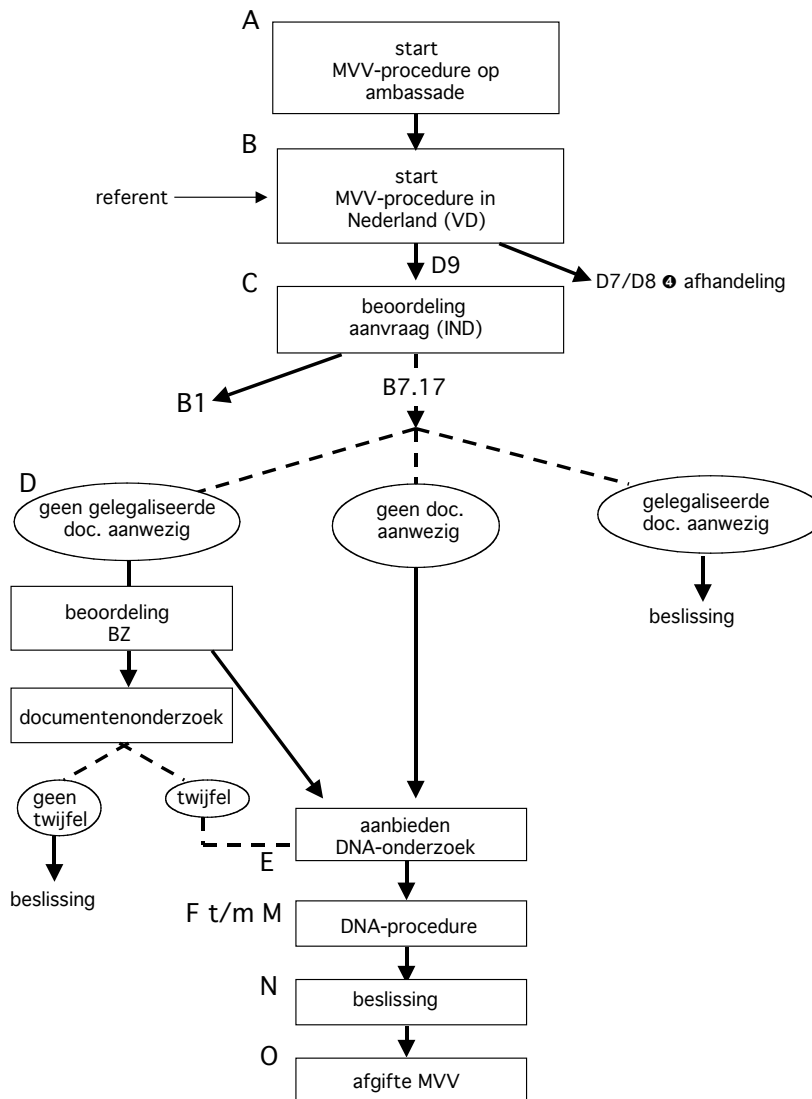 A
start
MVV-procedure op
ambassade
B
start
MVV-procedure in
Nederland (VD)
referent
D9
D7/D8 ❹ afhandeling
C
beoordeling
aanvraag (IND)
B1
B7.17
D
geen gelegaliseerde
doc. aanwezig
geen doc.
aanwezig
gelegaliseerde
doc. aanwezig
beoordeling
BZ
beslissing
documentenonderzoek
geen
twijfel
twijfel
aanbieden
DNA-onderzoek
E
beslissing
F t/m M
DNA-procedure
N
beslissing
O
afgifte MVV